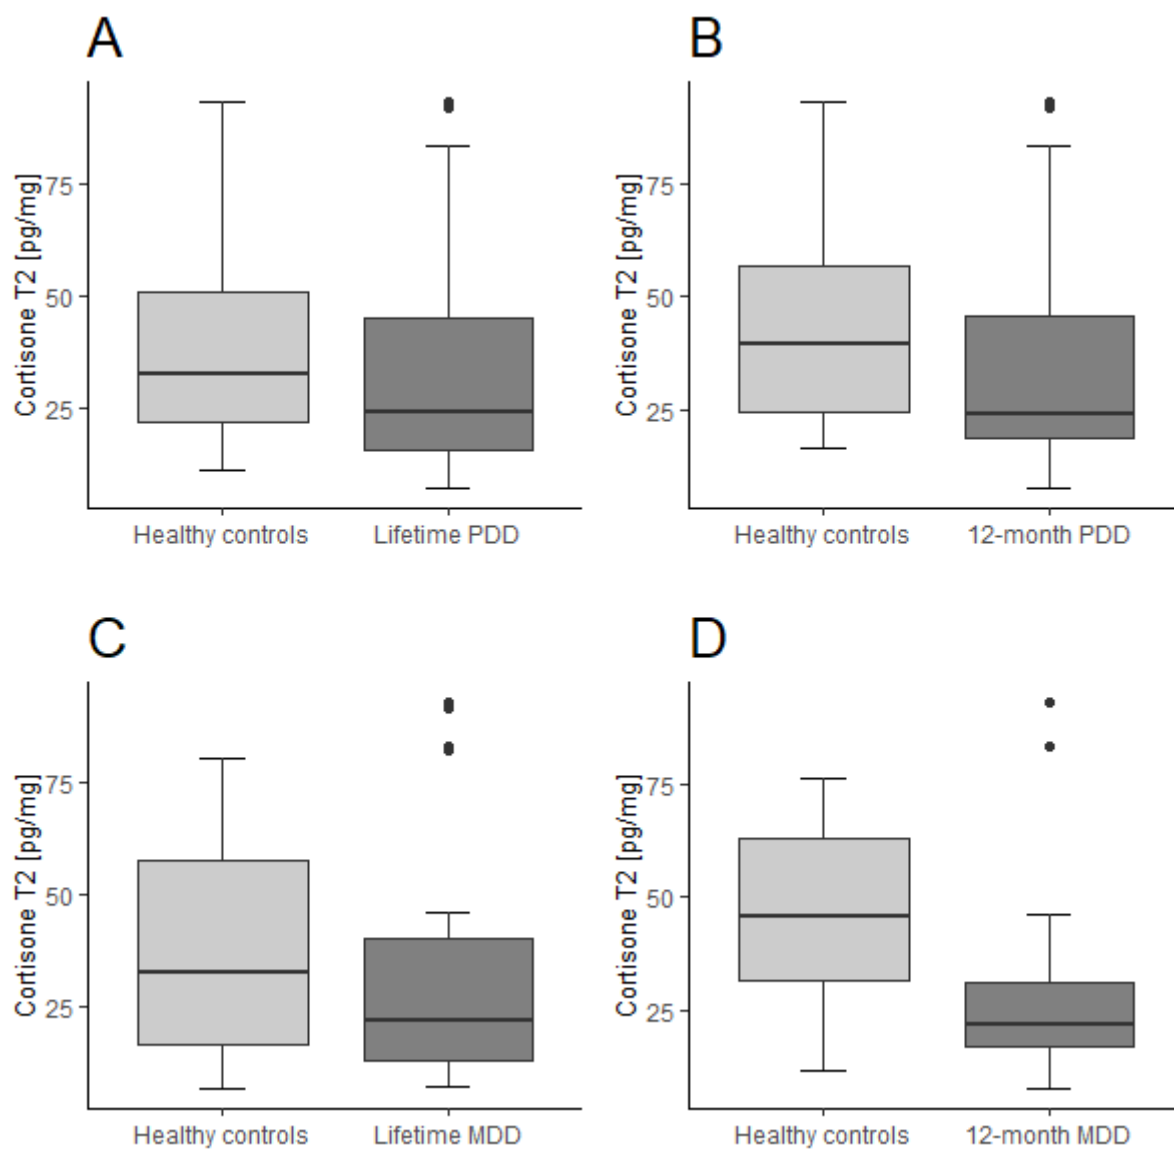 A
Cortisone T2 [pg/mg]
75
50
25
Healthy controls
Lifetime PDD
B
Cortisone T2 [pg/mg]
75
50
25
Healthy controls
12-month PDD
C
Cortisone T2 [pg/mg]
75
50
25
Healthy controls
Lifetime MDD
D
Cortisone T2 [pg/mg]
75
50
25
Healthy controls
12-month MDD